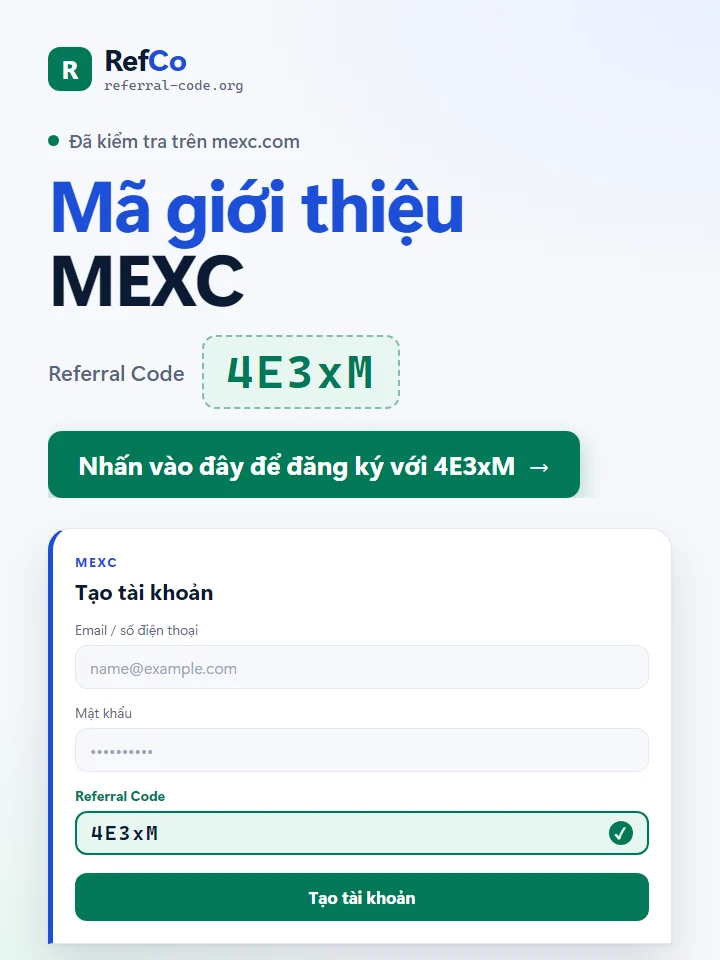 R
RefCo
referral-code.org
Đã kiểm tra trên mexc.com
Mã giới thiệu
MEXC
Referral Code
4E3xM
Nhấn vào đây để đăng ký với 4E3xM →
MEXC
Tạo tài khoản
Email / số điện thoại
name@example.com
Mật khẩu
••••••••••
Referral Code
4E3xM
Tạo tài khoản